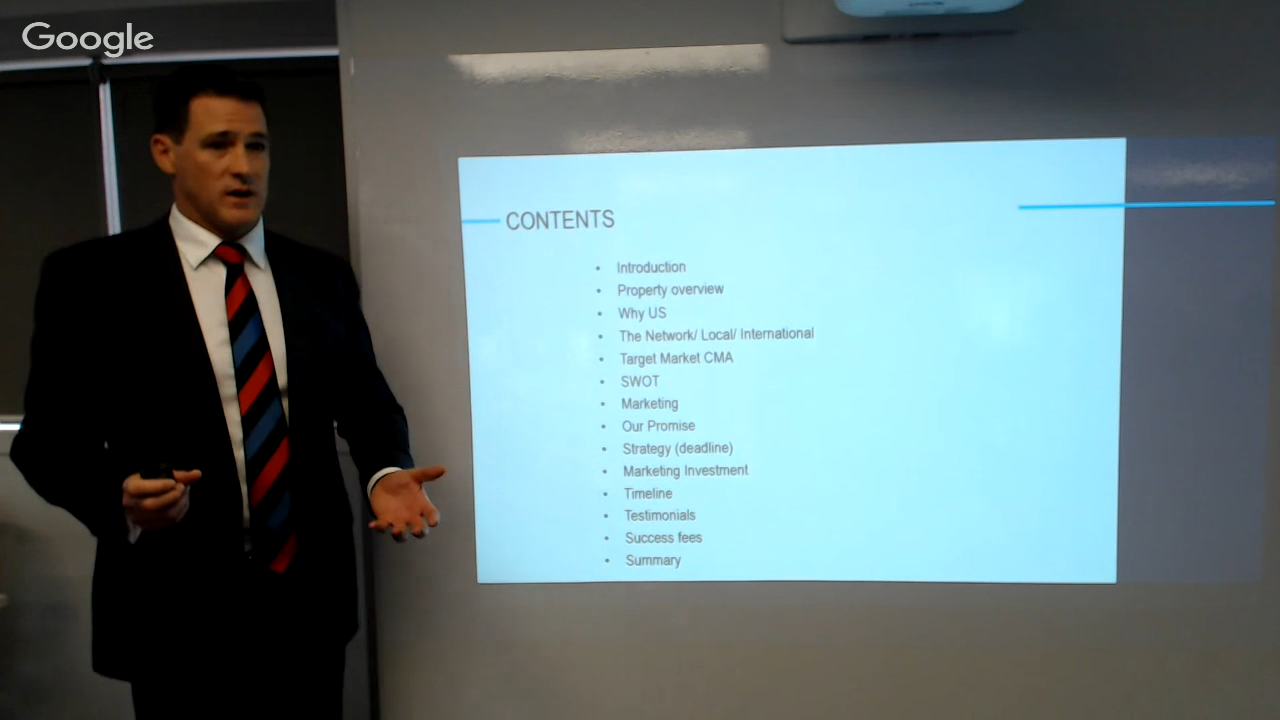 Google
CONTENTS
• Introduction
• Property overview
• Why US
• The Network/ Local/ International
• Target Market CMA
• SWOT
• Marketing
• Our Promise
• Strategy (deadline)
• Marketing Investment
• Timeline
• Testimonials
• Success fees
• Summary